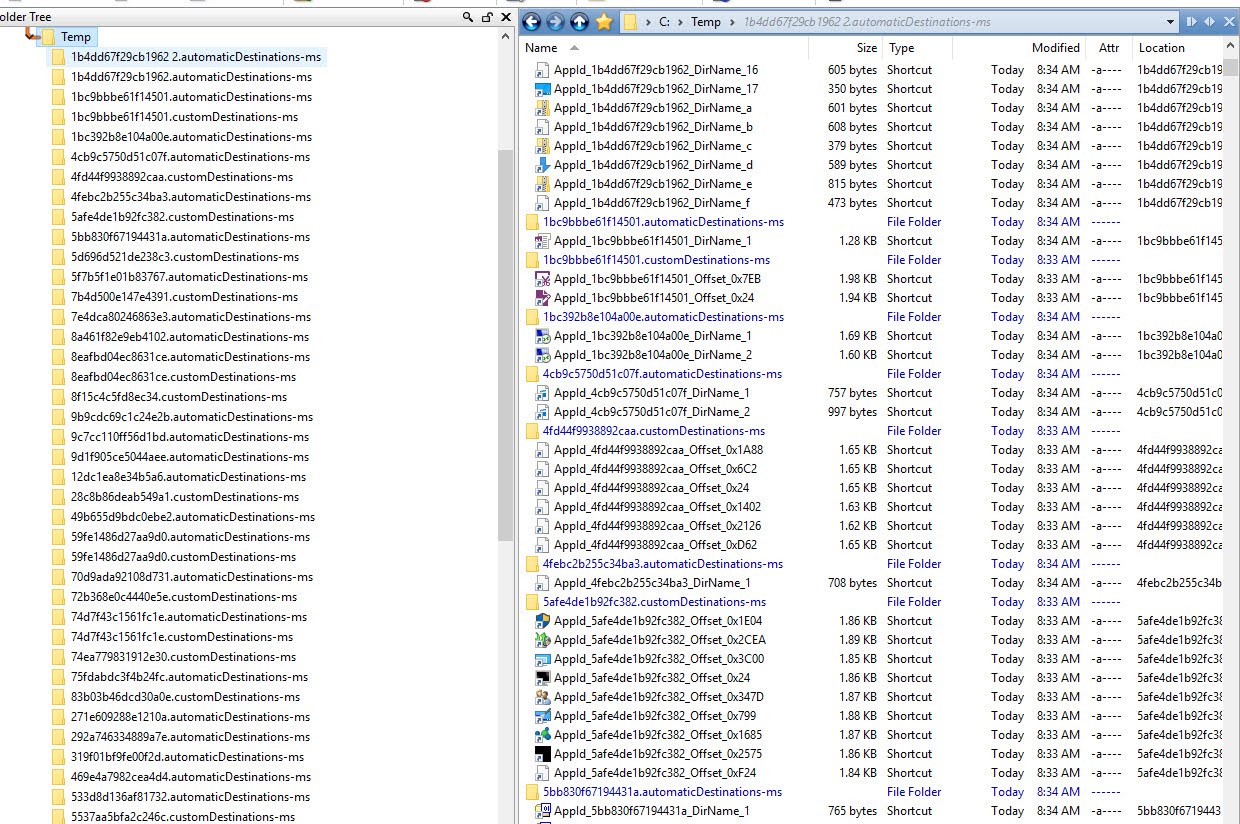 older Tree
Temp
1b4dd67f29cb1962 2.automaticDestinations-ms
1b4dd67f29cb1962.automaticDestinations-ms
1bc9bbbe61f14501.automaticDestinations-ms
1bc9bbbe61f14501.customDestinations-ms
1bc392b8e104a00e.automaticDestinations-ms
4cb9c5750d51c07f.automaticDestinations-ms
4fd44f9938892caa.customDestinations-ms
4febc2b255c34ba3.automaticDestinations-ms
5afe4de1b92fc382.customDestinations-ms
5bb830f67194431a.automaticDestinations-ms
5d696d521de238c3.customDestinations-ms
5f7b5f1e01b83767.automaticDestinations-ms
7b4d500e147e4391.customDestinations-ms
7e4dca80246863e3.automaticDestinations-ms
8a461f82e9eb4102.automaticDestinations-ms
8eafbd04ec8631ce.automaticDestinations-ms
8eafbd04ec8631ce.customDestinations-ms
8f15c4c5fd8ec34.customDestinations-ms
9b9cdc69c1c24e2b.automaticDestinations-ms
9c7cc110ff56d1bd.automaticDestinations-ms
9d1f905ce5044aee.automaticDestinations-ms
12dc1ea8e34b5a6.automaticDestinations-ms
28c8b86deab549a1.customDestinations-ms
49b655d9bdc0ebe2.automaticDestinations-ms
59fe1486d27aa9d0.automaticDestinations-ms
59fe1486d27aa9d0.customDestinations-ms
70d9ada92108d731.automaticDestinations-ms
72b368e0c4440e5e.customDestinations-ms
74d7f43c1561fc1e.automaticDestinations-ms
74d7f43c1561fc1e.customDestinations-ms
74ea779831912e30.customDestinations-ms
75fdabdc3f4b24fc.automaticDestinations-ms
83b03b46dcd30a0e.customDestinations-ms
271e609288e1210a.automaticDestinations-ms
292a746334889a7e.automaticDestinations-ms
319f01bf9fe00f2d.automaticDestinations-ms
469e4a7982cea4d4.automaticDestinations-ms
533d8d136af81732.automaticDestinations-ms
5537aa5bfa2c246c.customDestinations-ms
› C: › Temp › 1b4dd67f29cb1962 2.automaticDestinations-ms
Name Size Type Modified Attr Location
AppId_1b4dd67f29cb1962_DirName_16 605 bytes Shortcut Today 8:34 AM -a---- 1b4dd67f29cb19
AppId_1b4dd67f29cb1962_DirName_17 350 bytes Shortcut Today 8:34 AM -a---- 1b4dd67f29cb19
AppId_1b4dd67f29cb1962_DirName_a 601 bytes Shortcut Today 8:34 AM -a---- 1b4dd67f29cb19
AppId_1b4dd67f29cb1962_DirName_b 608 bytes Shortcut Today 8:34 AM -a---- 1b4dd67f29cb19
AppId_1b4dd67f29cb1962_DirName_c 379 bytes Shortcut Today 8:34 AM -a---- 1b4dd67f29cb19
AppId_1b4dd67f29cb1962_DirName_d 589 bytes Shortcut Today 8:34 AM -a---- 1b4dd67f29cb19
AppId_1b4dd67f29cb1962_DirName_e 815 bytes Shortcut Today 8:34 AM -a---- 1b4dd67f29cb19
AppId_1b4dd67f29cb1962_DirName_f 473 bytes Shortcut Today 8:34 AM -a---- 1b4dd67f29cb19
1bc9bbbe61f14501.automaticDestinations-ms File Folder Today 8:34 AM ------
AppId_1bc9bbbe61f14501_DirName_1 1.28 KB Shortcut Today 8:34 AM -a---- 1bc9bbbe61f145
1bc9bbbe61f14501.customDestinations-ms File Folder Today 8:33 AM ------
AppId_1bc9bbbe61f14501_Offset_0x7EB 1.98 KB Shortcut Today 8:33 AM -a---- 1bc9bbbe61f145
AppId_1bc9bbbe61f14501_Offset_0x24 1.94 KB Shortcut Today 8:33 AM -a---- 1bc9bbbe61f145
1bc392b8e104a00e.automaticDestinations-ms File Folder Today 8:34 AM ------
AppId_1bc392b8e104a00e_DirName_1 1.69 KB Shortcut Today 8:34 AM -a---- 1bc392b8e104a0
AppId_1bc392b8e104a00e_DirName_2 1.60 KB Shortcut Today 8:34 AM -a---- 1bc392b8e104a0
4cb9c5750d51c07f.automaticDestinations-ms File Folder Today 8:34 AM ------
AppId_4cb9c5750d51c07f_DirName_1 757 bytes Shortcut Today 8:34 AM -a---- 4cb9c5750d51c0
AppId_4cb9c5750d51c07f_DirName_2 997 bytes Shortcut Today 8:34 AM -a---- 4cb9c5750d51c0
4fd44f9938892caa.customDestinations-ms File Folder Today 8:33 AM ------
AppId_4fd44f9938892caa_Offset_0x1A88 1.65 KB Shortcut Today 8:33 AM -a---- 4fd44f9938892c
AppId_4fd44f9938892caa_Offset_0x6C2 1.65 KB Shortcut Today 8:33 AM -a---- 4fd44f9938892c
AppId_4fd44f9938892caa_Offset_0x24 1.65 KB Shortcut Today 8:33 AM -a---- 4fd44f9938892c
AppId_4fd44f9938892caa_Offset_0x1402 1.63 KB Shortcut Today 8:33 AM -a---- 4fd44f9938892c
AppId_4fd44f9938892caa_Offset_0x2126 1.62 KB Shortcut Today 8:33 AM -a---- 4fd44f9938892c
AppId_4fd44f9938892caa_Offset_0xD62 1.65 KB Shortcut Today 8:33 AM -a---- 4fd44f9938892c
4febc2b255c34ba3.automaticDestinations-ms File Folder Today 8:34 AM ------
AppId_4febc2b255c34ba3_DirName_1 708 bytes Shortcut Today 8:34 AM -a---- 4febc2b255c34b
5afe4de1b92fc382.customDestinations-ms File Folder Today 8:33 AM ------
AppId_5afe4de1b92fc382_Offset_0x1E04 1.86 KB Shortcut Today 8:33 AM -a---- 5afe4de1b92fc38
AppId_5afe4de1b92fc382_Offset_0x2CEA 1.89 KB Shortcut Today 8:33 AM -a---- 5afe4de1b92fc38
AppId_5afe4de1b92fc382_Offset_0x3C00 1.85 KB Shortcut Today 8:33 AM -a---- 5afe4de1b92fc38
AppId_5afe4de1b92fc382_Offset_0x24 1.86 KB Shortcut Today 8:33 AM -a---- 5afe4de1b92fc38
AppId_5afe4de1b92fc382_Offset_0x347D 1.87 KB Shortcut Today 8:33 AM -a---- 5afe4de1b92fc38
AppId_5afe4de1b92fc382_Offset_0x799 1.88 KB Shortcut Today 8:33 AM -a---- 5afe4de1b92fc38
AppId_5afe4de1b92fc382_Offset_0x1685 1.87 KB Shortcut Today 8:33 AM -a---- 5afe4de1b92fc38
AppId_5afe4de1b92fc382_Offset_0x2575 1.86 KB Shortcut Today 8:33 AM -a---- 5afe4de1b92fc38
AppId_5afe4de1b92fc382_Offset_0xF24 1.84 KB Shortcut Today 8:33 AM -a---- 5afe4de1b92fc38
5bb830f67194431a.automaticDestinations-ms File Folder Today 8:34 AM ------
AppId_5bb830f67194431a_DirName_1 765 bytes Shortcut Today 8:34 AM -a---- 5bb830f6719443